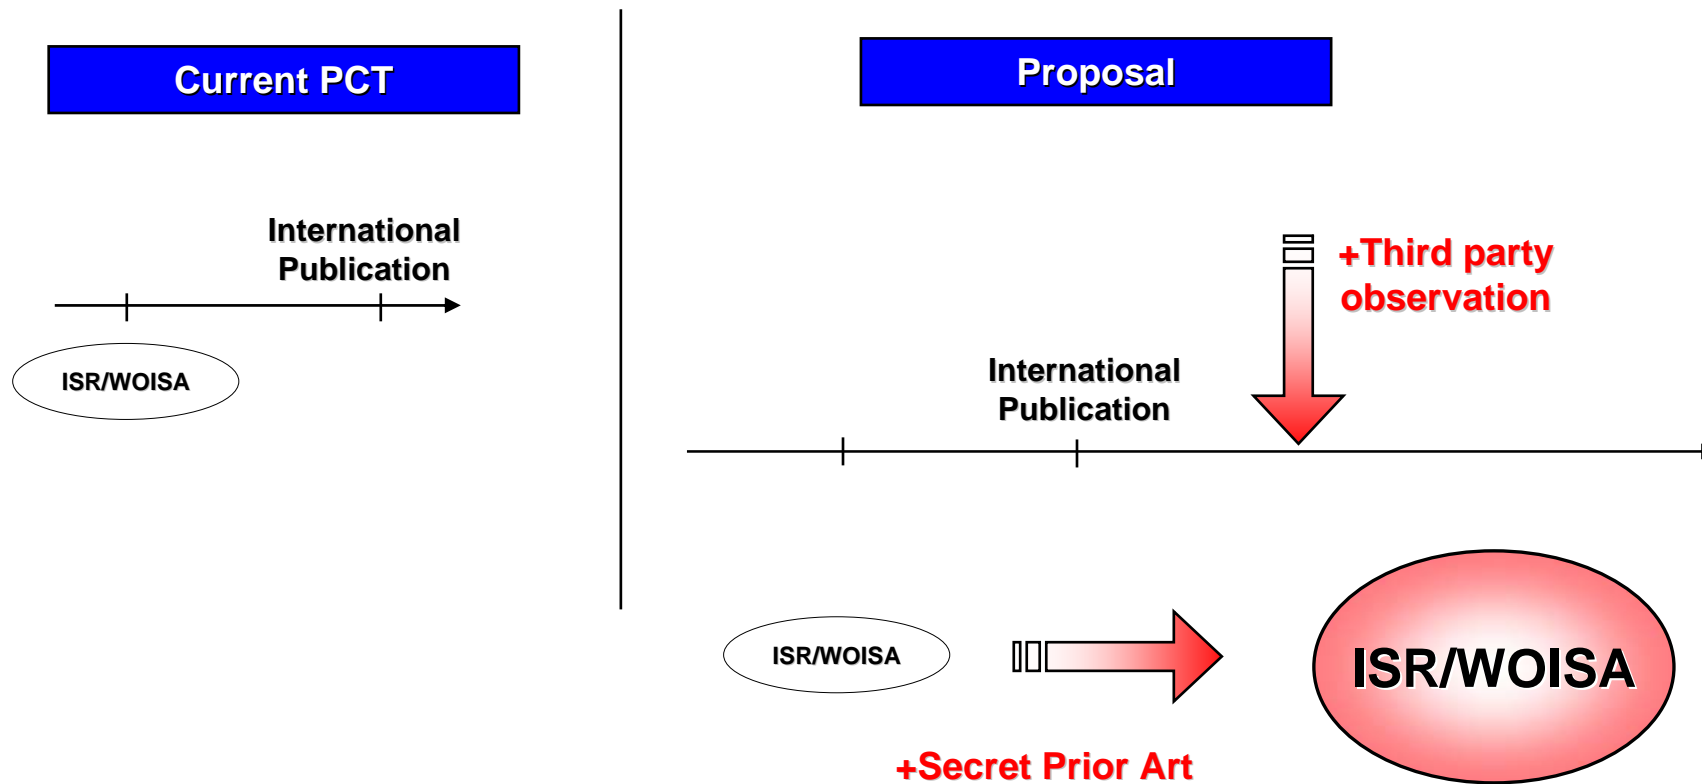 Current PCT
International
Publication
ISR/WOISA
Proposal
+Third party
observation
International
Publication
ISR/WOISA
ISR/WOISA
+Secret Prior Art